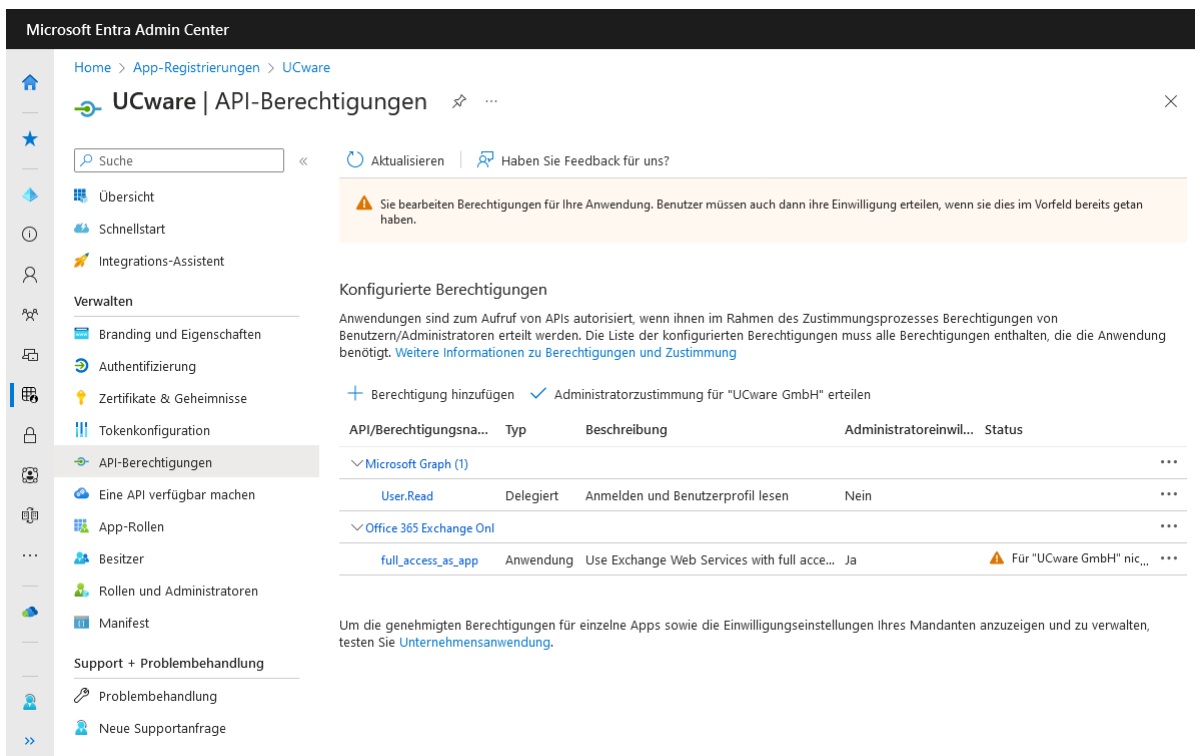 Microsoft Entra Admin Center
Home > App-Registrierungen > UCware
UCware | API-Berechtigungen ···
Suche «
Übersicht
Schnellstart
Integrations-Assistent
Verwalten
Branding und Eigenschaften
Authentifizierung
Zertifikate & Geheimnisse
Tokenkonfiguration
API-Berechtigungen
Eine API verfügbar machen
App-Rollen
Besitzer
Rollen und Administratoren
Manifest
Support + Problembehandlung
Problembehandlung
Neue Supportanfrage
Aktualisieren Haben Sie Feedback für uns?
Sie bearbeiten Berechtigungen für Ihre Anwendung. Benutzer müssen auch dann ihre Einwilligung erteilen, wenn sie dies im Vorfeld bereits getan
haben.
Konfigurierte Berechtigungen
Anwendungen sind zum Aufruf von APIs autorisiert, wenn ihnen im Rahmen des Zustimmungsprozesses Berechtigungen von
Benutzern/Administratoren erteilt werden. Die Liste der konfigurierten Berechtigungen muss alle Berechtigungen enthalten, die die Anwendung
benötigt. Weitere Informationen zu Berechtigungen und Zustimmung
Berechtigung hinzufügen Administratorzustimmung für "UCware GmbH" erteilen
API/Berechtigungsna... Typ Beschreibung Administratoreinwil... Status
Microsoft Graph (1) ···
User.Read Delegiert Anmelden und Benutzerprofil lesen Nein ···
Office 365 Exchange Onl ···
full_access_as_app Anwendung Use Exchange Web Services with full acce... Ja Für "UCware GmbH" nic... ···
Um die genehmigten Berechtigungen für einzelne Apps sowie die Einwilligungseinstellungen Ihres Mandanten anzuzeigen und zu verwalten,
testen Sie Unternehmensanwendung.